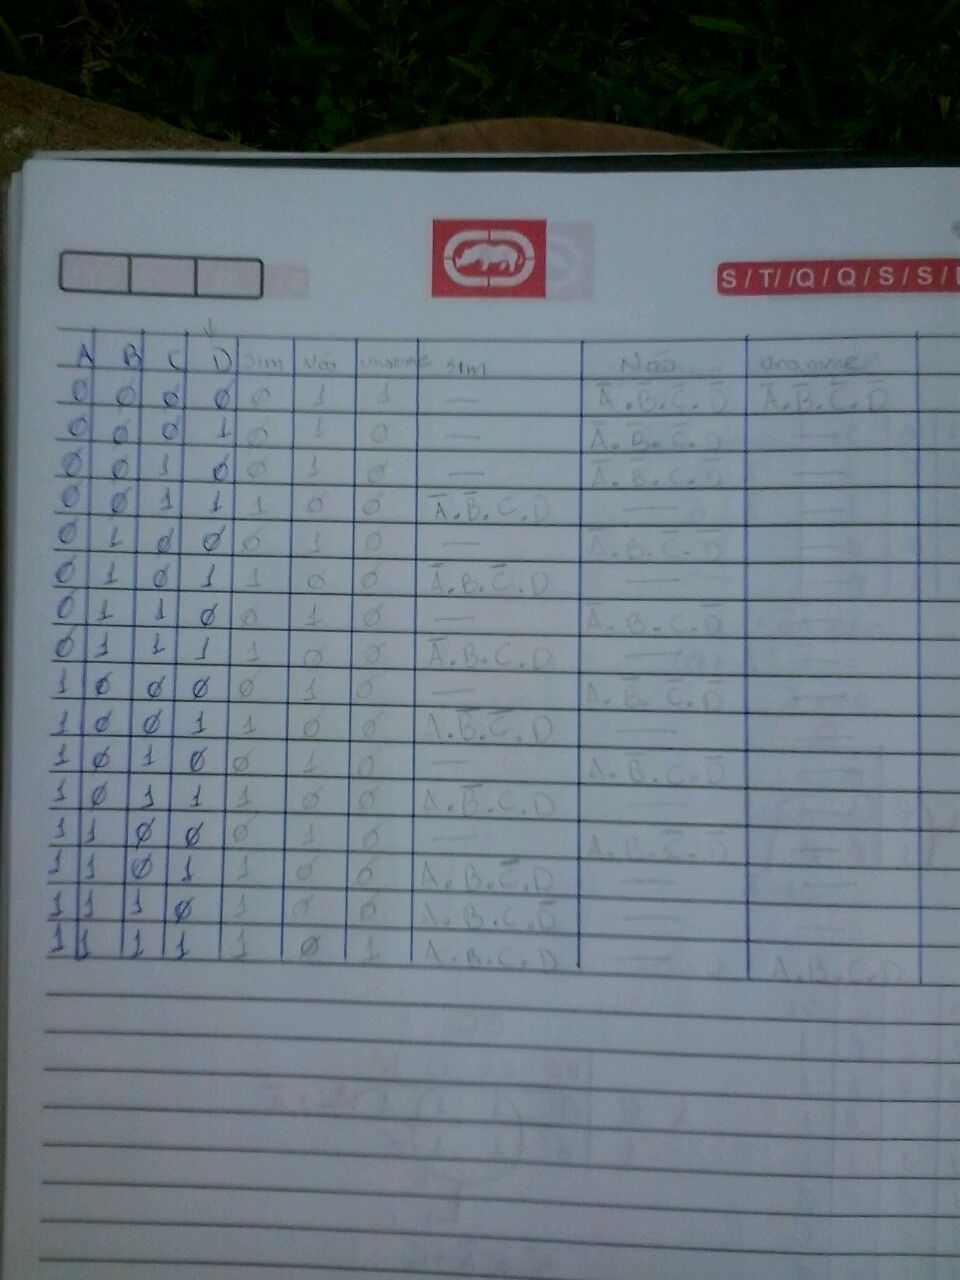 S / T/ /Q / Q / S / S /
A B C D Sim Não unanime Sim Não
0 0 0 0 0 1 1 — A̅.B̅.C̅.D̅ A̅.B̅.C̅.D̅
0 0 0 1 0 1 0 — A̅.B̅.C̅.D —
0 0 1 0 0 1 0 — A̅.B̅.C.D̅ —
0 0 1 1 1 0 0 A̅.B̅.C.D — —
0 1 0 0 0 1 0 — A̅.B.C̅.D̅ —
0 1 0 1 1 0 0 A̅.B.C̅.D — —
0 1 1 0 0 1 0 — A̅.B.C.D̅ —
0 1 1 1 1 0 0 A̅.B.C.D — —
1 0 0 0 0 1 0 — A.B̅.C̅.D̅ —
1 0 0 1 1 0 0 A.B̅.C̅.D — —
1 0 1 0 0 1 0 — A.B̅.C.D̅ —
1 0 1 1 1 0 0 A.B̅.C.D — —
1 1 0 0 0 1 0 — A.B.C̅.D̅ —
1 1 0 1 1 0 0 A.B.C̅.D — —
1 1 1 0 1 0 0 A.B.C.D̅ — —
1 1 1 1 1 0 1 A.B.C.D — A.B.C.D